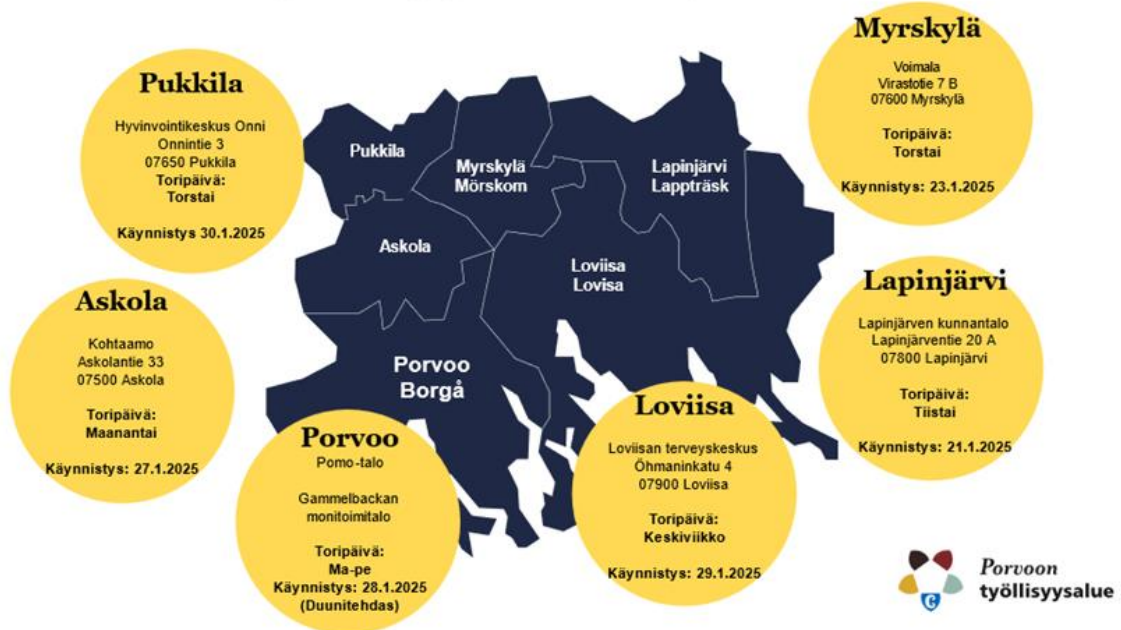 Pukkila
Hyvinvointikeskus Onni
Onnintie 3
07650 Pukkila
Toripäivä:
Torstai
Käynnistys 30.1.2025
Myrskylä
Voimala
Virastotie 7 B
07600 Myrskylä
Toripäivä:
Torstai
Käynnistys: 23.1.2025
Pukkila
Myrskylä
Mörskom
Lapinjärvi
Lappträsk
Askola
Loviisa
Lovisa
Porvoo
Borgå
Askola
Kohtaamo
Askolantie 33
07500 Askola
Toripäivä:
Maanantai
Käynnistys: 27.1.2025
Lapinjärvi
Lapinjärven kunnantalo
Lapinjärventie 20 A
07800 Lapinjärvi
Toripäivä:
Tiistai
Käynnistys: 21.1.2025
Porvoo
Pomo-talo
Gammelbackan
monitoimitalo
Toripäivä:
Ma-pe
Käynnistys: 28.1.2025
(Duunitehdas)
Loviisa
Loviisan terveyskeskus
Öhmaninkatu 4
07900 Loviisa
Toripäivä:
Keskiviikko
Käynnistys: 29.1.2025
Porvoon
työllisyysalue